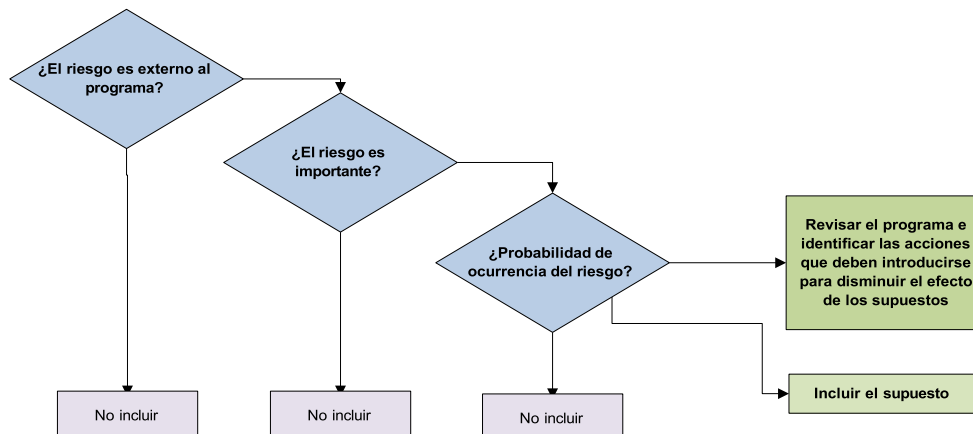 ¿El riesgo es externo al
programa?
¿El riesgo es
importante?
¿Probabilidad de
ocurrencia del riesgo?
Revisar el programa e
identificar las acciones
que deben introducirse
para disminuir el efecto
de los supuestos
Incluir el supuesto
No incluir
No incluir
No incluir